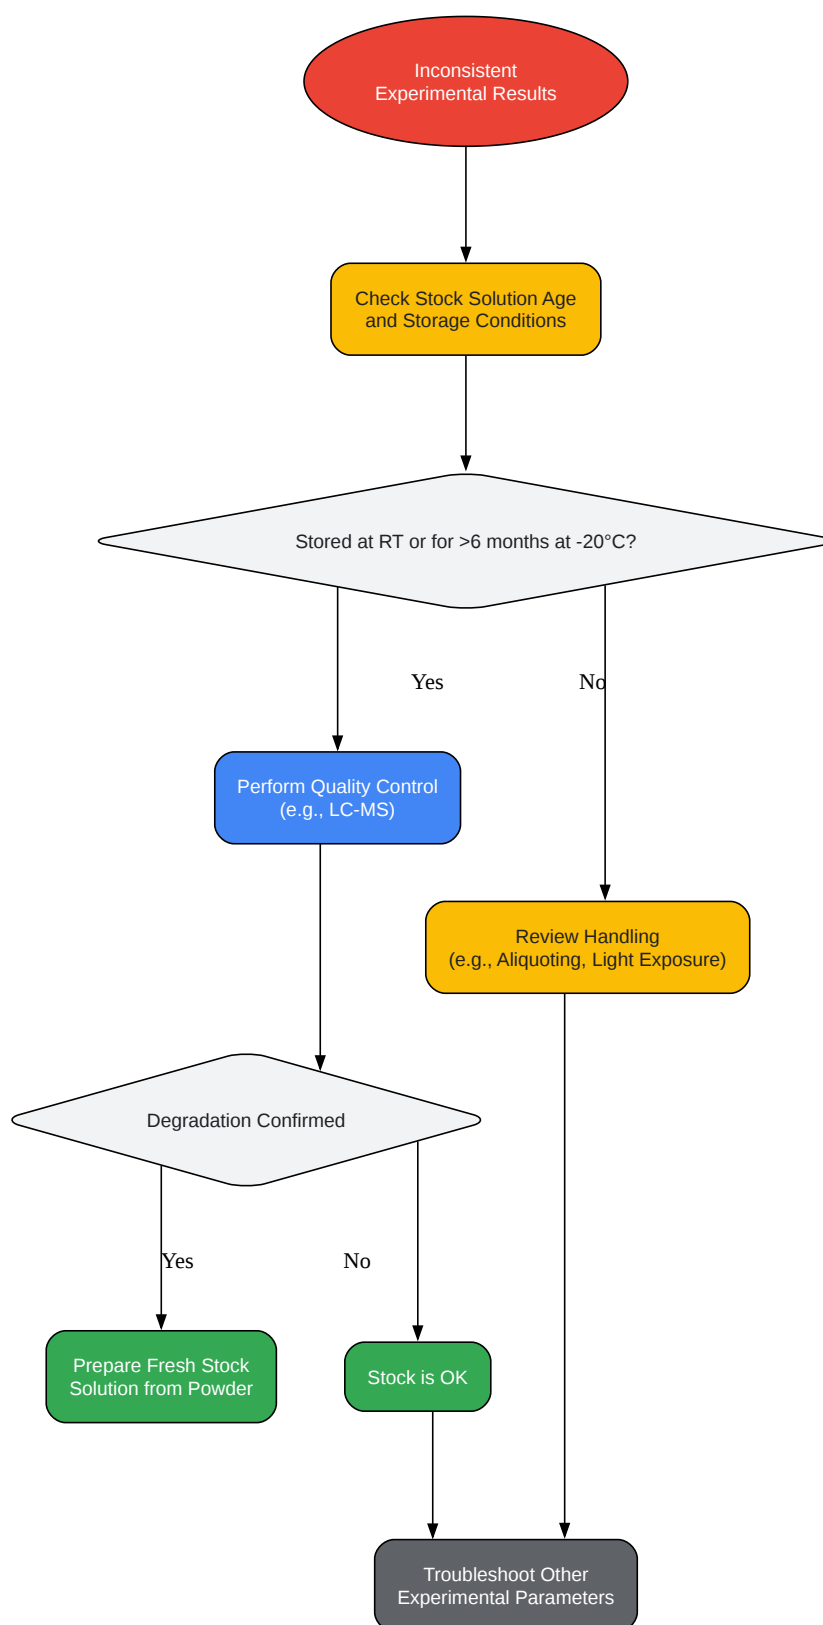 Inconsistent
Experimental Results
Check Stock Solution Age
and Storage Conditions
Stored at RT or for >6 months at -20°C?
Yes
No
Perform Quality Control
(e.g., LC-MS)
Review Handling
(e.g., Aliquoting, Light Exposure)
Degradation Confirmed
Yes
No
Prepare Fresh Stock
Solution from Powder
Stock is OK
Troubleshoot Other
Experimental Parameters